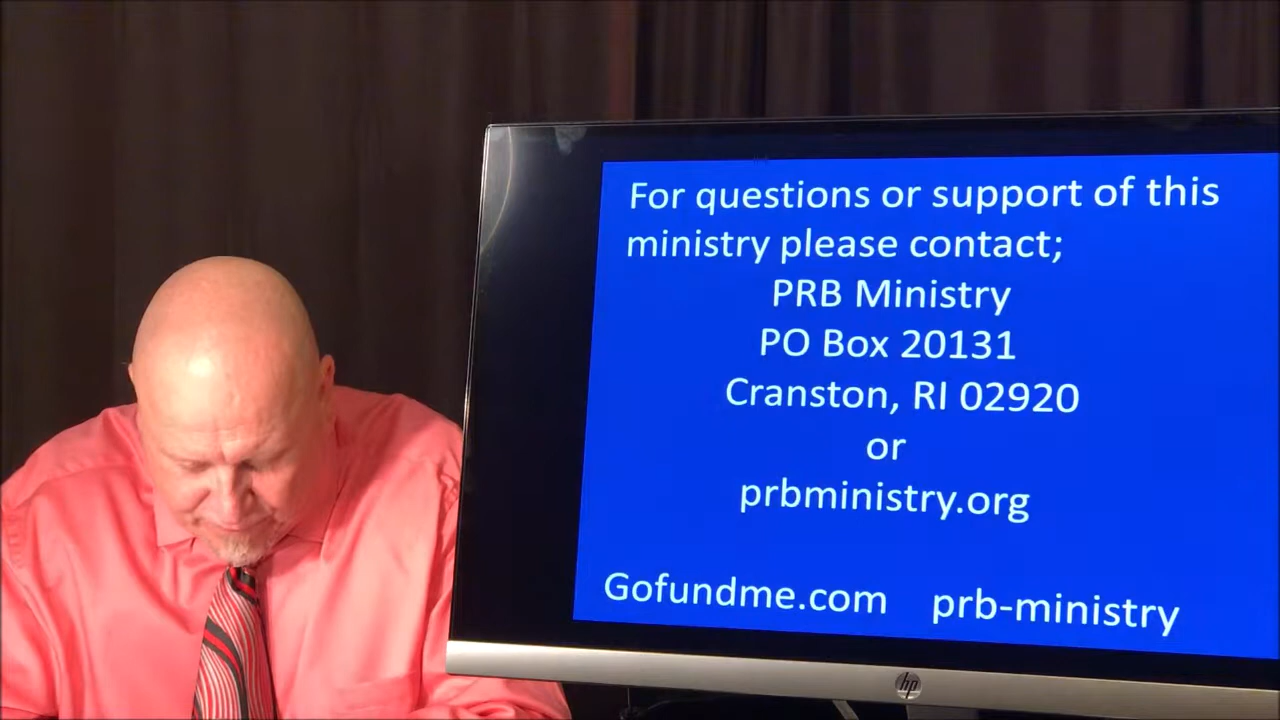 For questions or support of this
ministry please contact;
PRB Ministry
PO Box 20131
Cranston, RI 02920
or
prbministry.org
Gofundme.com prb-ministry
hp